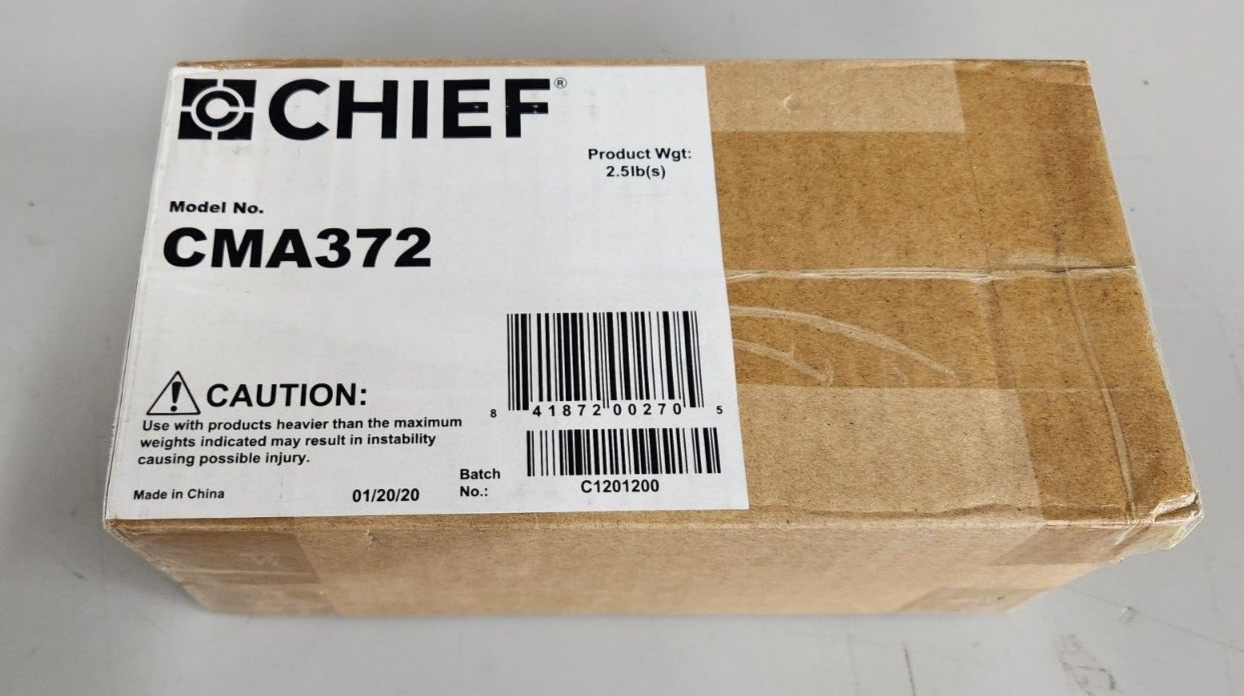 CHIEF®
Product Wgt:
2.5lb(s)
Model No.
CMA372
CAUTION:
Use with products heavier than the maximum
weights indicated may result in instability
causing possible injury.
8 41872 00270 5
Made in China
01/20/20
Batch
No.:
C1201200